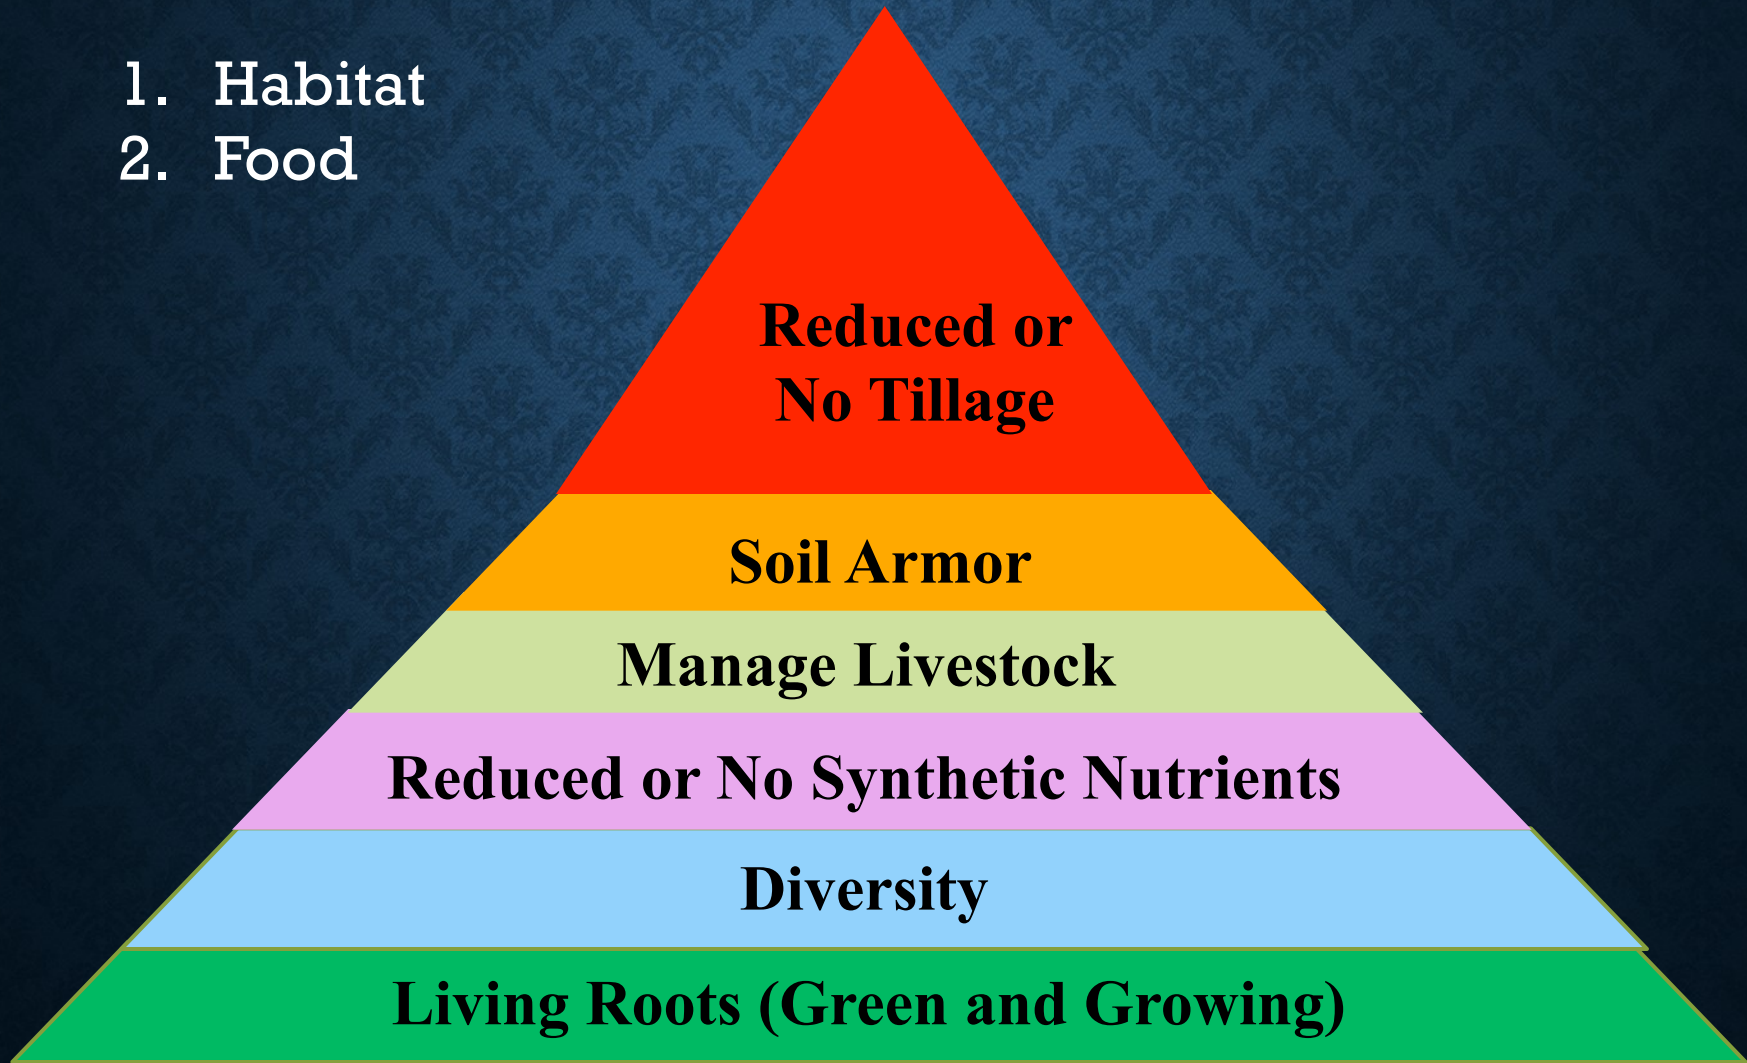 1. Habitat
2. Food
Reduced or
No Tillage
Soil Armor
Manage Livestock
Reduced or No Synthetic Nutrients
Diversity
Living Roots (Green and Growing)